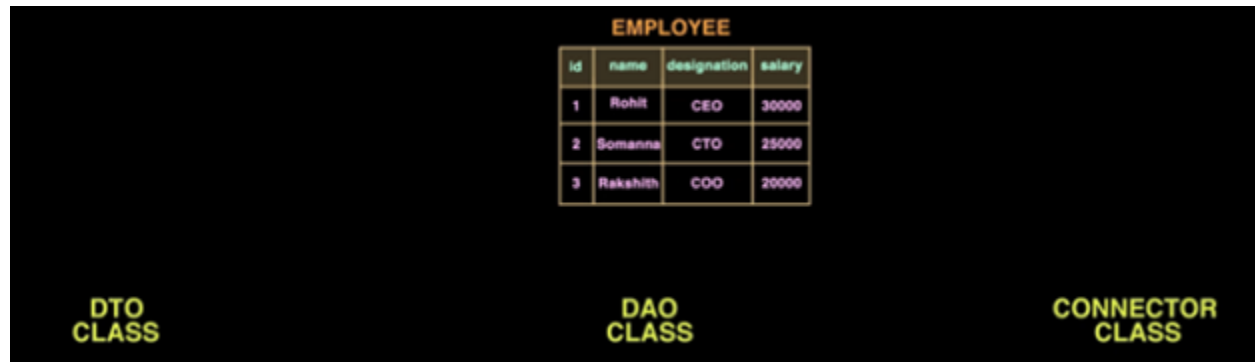 EMPLOYEE
id name designation salary
1 Rohit CEO 30000
2 Somanna CTO 25000
3 Rakshith COO 20000
DTO
CLASS
DAO
CLASS
CONNECTOR
CLASS